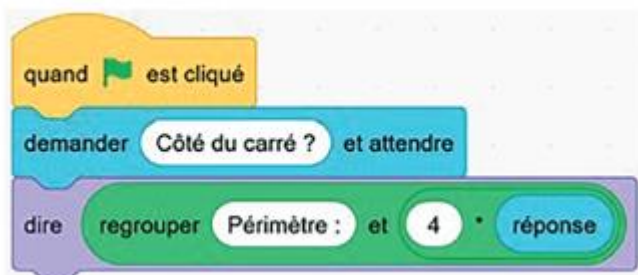 quand est cliqué
demander Côté du carré ? et attendre
dire regrouper Périmètre : et 4 * réponse